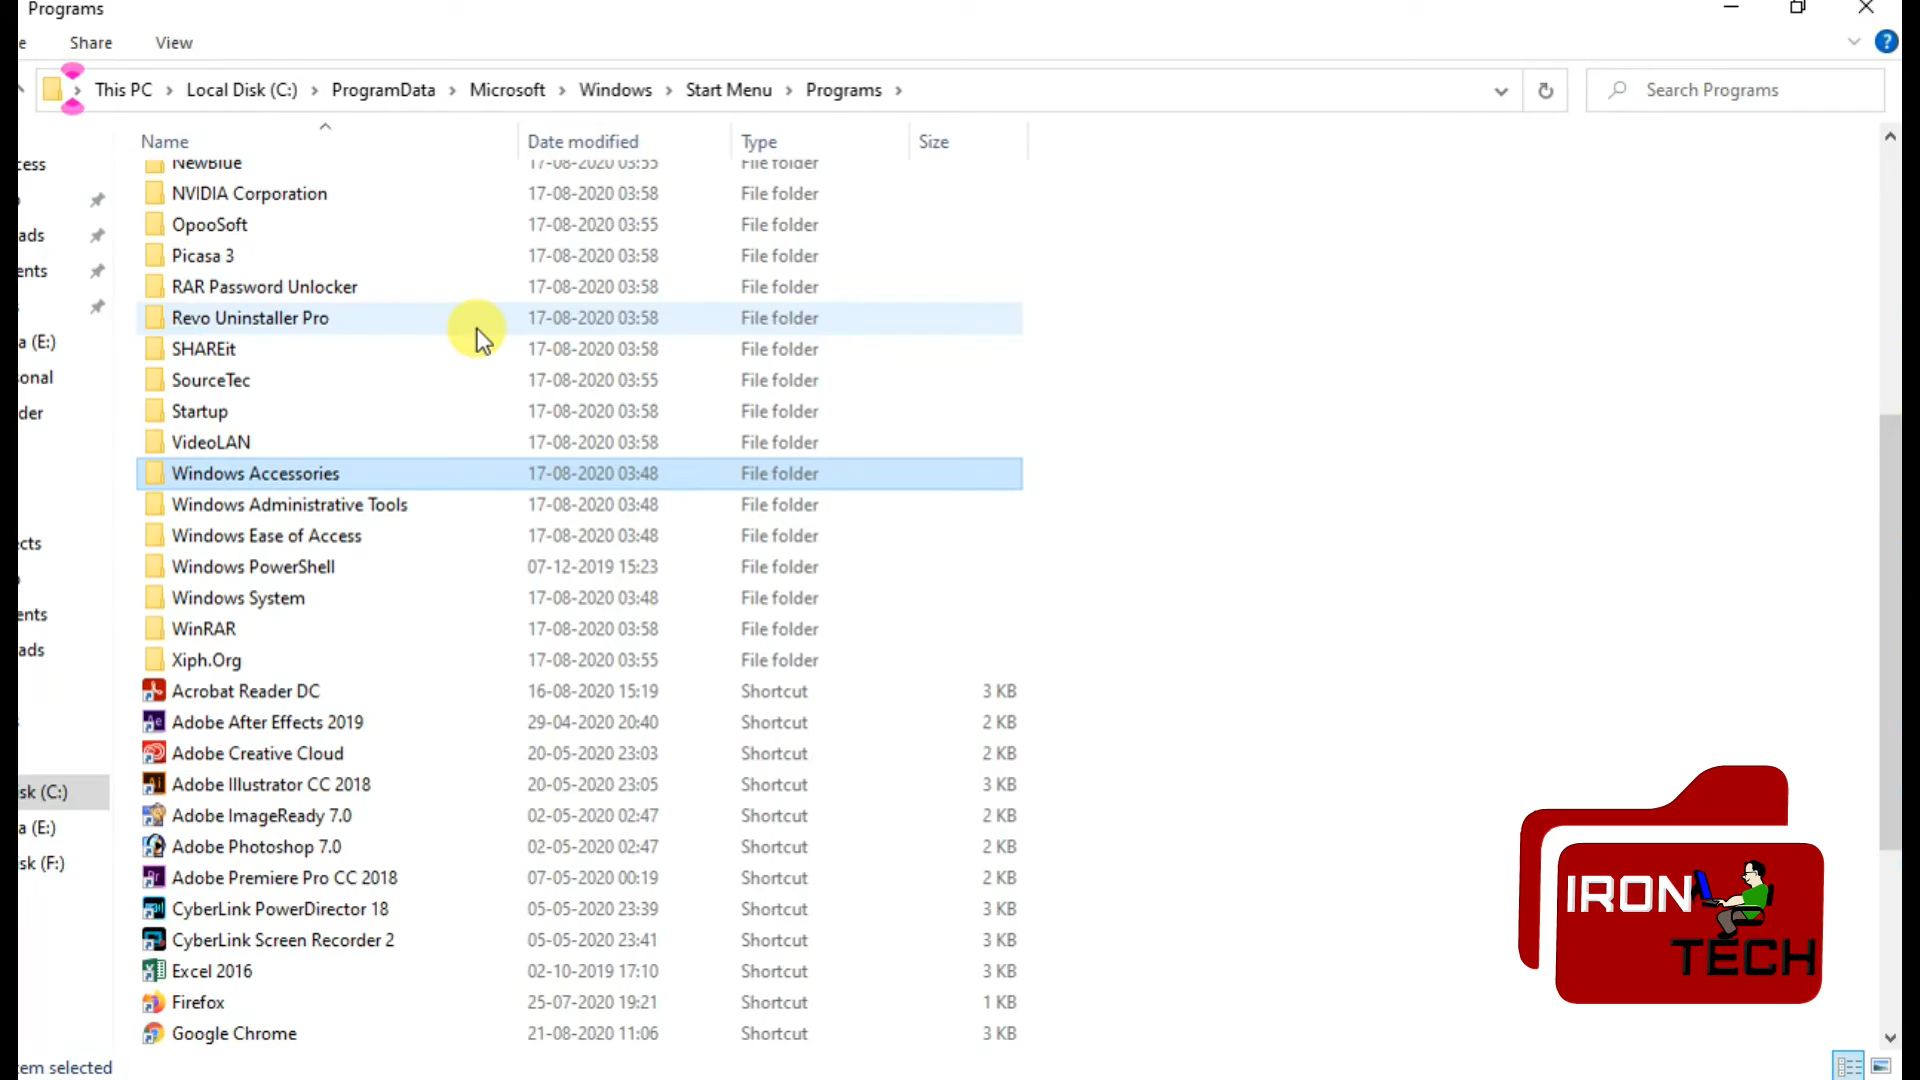 Programs
e Share View
This PC > Local Disk (C:) > ProgramData > Microsoft > Windows > Start Menu > Programs >
Search Programs
Name Date modified Type Size
NewBlue 17-08-2020 03:55 File folder
NVIDIA Corporation 17-08-2020 03:58 File folder
OpooSoft 17-08-2020 03:55 File folder
Picasa 3 17-08-2020 03:58 File folder
RAR Password Unlocker 17-08-2020 03:58 File folder
Revo Uninstaller Pro 17-08-2020 03:58 File folder
SHAREit 17-08-2020 03:58 File folder
SourceTec 17-08-2020 03:55 File folder
Startup 17-08-2020 03:58 File folder
VideoLAN 17-08-2020 03:58 File folder
Windows Accessories 17-08-2020 03:48 File folder
Windows Administrative Tools 17-08-2020 03:48 File folder
Windows Ease of Access 17-08-2020 03:48 File folder
Windows PowerShell 07-12-2019 15:23 File folder
Windows System 17-08-2020 03:48 File folder
WinRAR 17-08-2020 03:58 File folder
Xiph.Org 17-08-2020 03:55 File folder
Acrobat Reader DC 16-08-2020 15:19 Shortcut 3 KB
Adobe After Effects 2019 29-04-2020 20:40 Shortcut 2 KB
Adobe Creative Cloud 20-05-2020 23:03 Shortcut 2 KB
Adobe Illustrator CC 2018 20-05-2020 23:05 Shortcut 3 KB
Adobe ImageReady 7.0 02-05-2020 02:47 Shortcut 2 KB
Adobe Photoshop 7.0 02-05-2020 02:47 Shortcut 2 KB
Adobe Premiere Pro CC 2018 07-05-2020 00:19 Shortcut 2 KB
CyberLink PowerDirector 18 05-05-2020 23:39 Shortcut 3 KB
CyberLink Screen Recorder 2 05-05-2020 23:41 Shortcut 3 KB
Excel 2016 02-10-2019 17:10 Shortcut 3 KB
Firefox 25-07-2020 19:21 Shortcut 1 KB
Google Chrome 21-08-2020 11:06 Shortcut 3 KB
cess
ads
ents
a (E:)
onal
der
cts
ents
ads
sk (C:)
a (E:)
sk (F:)
em selected
IRON
TECH